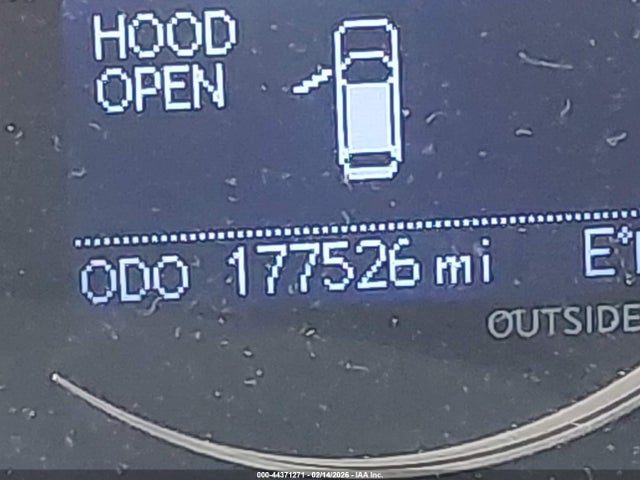 HOOD
OPEN
ODO 177526 mi
OUTSIDE
000-44371271 - 02/14/2026 - IAA Inc.